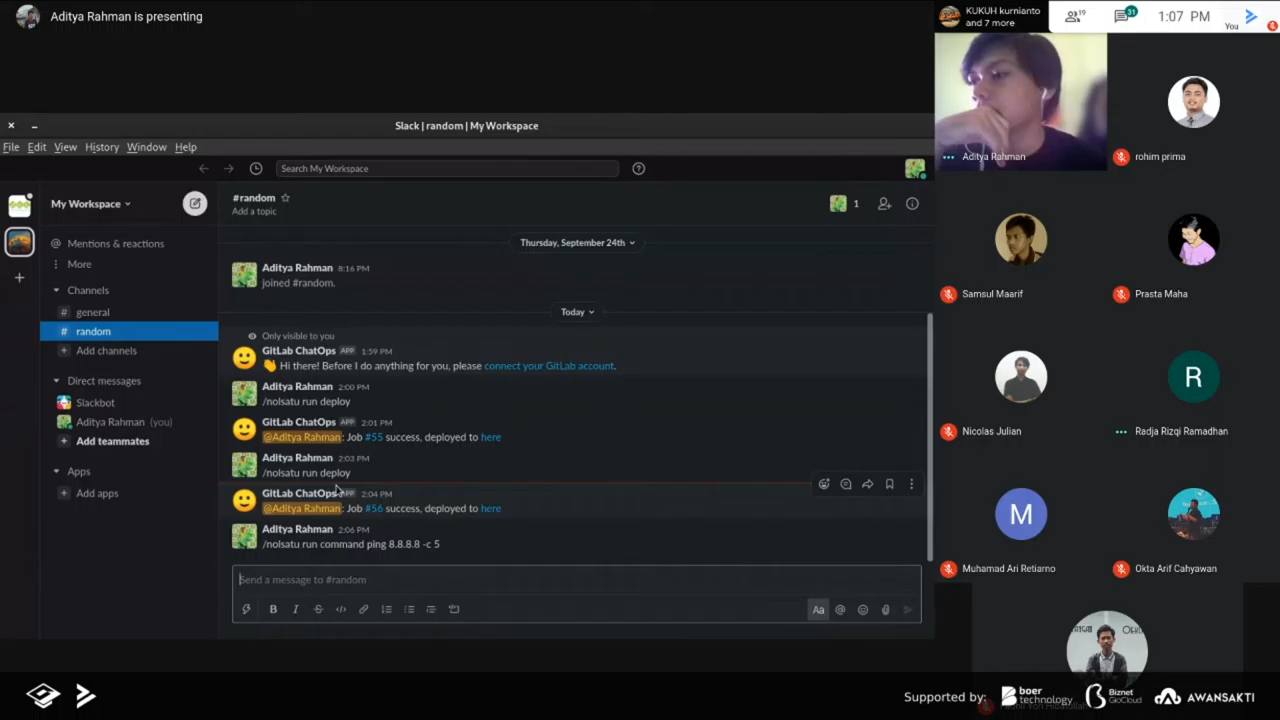 Aditya Rahman is presenting
KUKUH kurnianto
and 7 more
19
31
1:07 PM
You
Slack | random | My Workspace
File Edit View History Window Help
Search My Workspace
My Workspace
#random
Add a topic
1
Mentions & reactions
More
Channels
# general
# random
+ Add channels
Direct messages
Slackbot
Aditya Rahman (you)
+ Add teammates
Apps
+ Add apps
Thursday, September 24th
Aditya Rahman 8:16 PM
joined #random.
Today
Only visible to you
GitLab ChatOps APP 1:59 PM
Hi there! Before I do anything for you, please connect your GitLab account.
Aditya Rahman 2:00 PM
/nolsatu run deploy
GitLab ChatOps APP 2:01 PM
@Aditya Rahman: Job #55 success, deployed to here
Aditya Rahman 2:03 PM
/nolsatu run deploy
GitLab ChatOps APP 2:04 PM
@Aditya Rahman: Job #56 success, deployed to here
Aditya Rahman 2:06 PM
/nolsatu run command ping 8.8.8.8 -c 5
Send a message to #random
B I S Aa @
Aditya Rahman
rohim prima
Samsul Maarif
Prasta Maha
Nicolas Julian
R
Radja Rizqi Ramadhan
M
Muhamad Ari Retiarno
Okta Arif Cahyawan
Supported by:
boer technology
Biznet GioCloud
AWANSAKTI